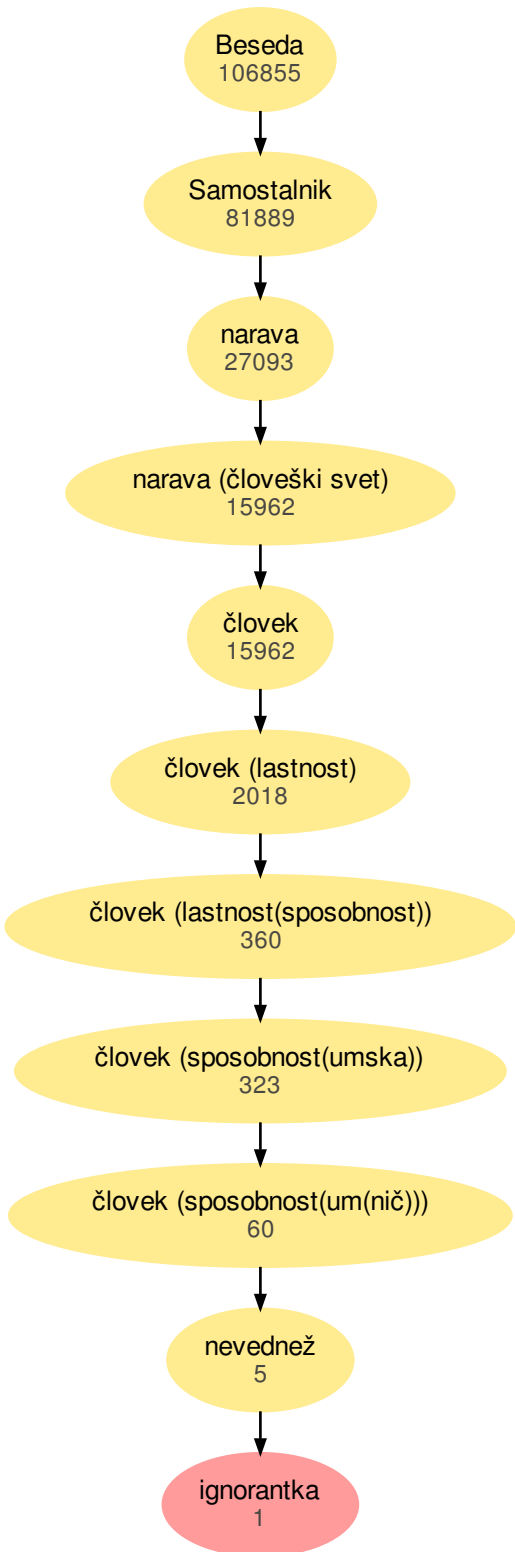 Beseda
106855
Samostalnik
81889
narava
27093
narava (človeški svet)
15962
človek
15962
človek (lastnost)
2018
človek (lastnost(sposobnost))
360
človek (sposobnost(umska))
323
človek (sposobnost(um(nič)))
60
nevednež
5
ignorantka
1